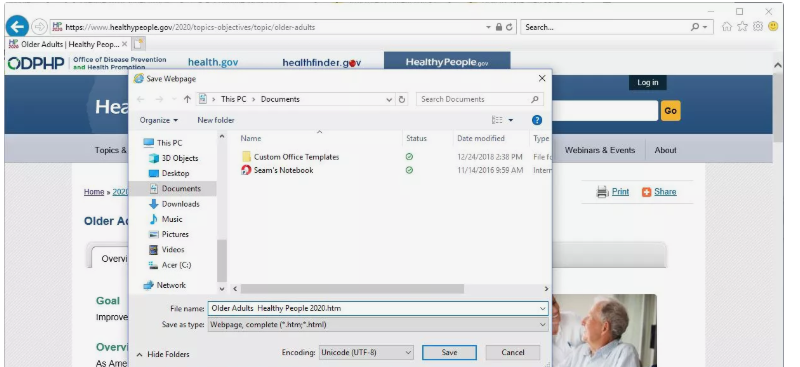 https://www.healthypeople.gov/2020/topics-objectives/topic/older-adults
Search...
Older Adults | Healthy Peop...
ODPHP
Office of Disease Prevention
and Health Promotion
health.gov
healthfinder.gov
HealthyPeople.gov
Log in
Hea
Go
Topics &
Webinars & Events
About
Home » 2020
Print
Share
Older A
Overvi
Goal
Improve
Overvi
As Ame
Save Webpage
This PC > Documents
Search Documents
Organize
New folder
This PC
3D Objects
Desktop
Documents
Downloads
Music
Pictures
Videos
Acer (C:)
Network
Name
Status
Date modified
Type
Custom Office Templates
12/24/2018 2:38 PM
File fo
Seam's Notebook
11/14/2016 9:59 AM
Intern
File name:
Older Adults Healthy People 2020.htm
Save as type:
Webpage, complete (*.htm;*.html)
Hide Folders
Encoding:
Unicode (UTF-8)
Save
Cancel